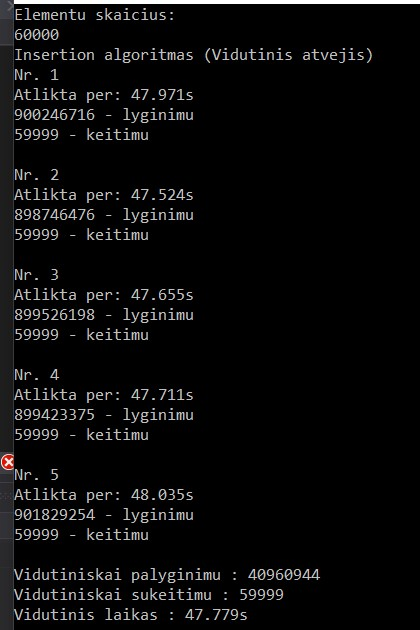 Elementu skaicius:
60000
Insertion algoritmas (Vidutinis atvejis)
Nr. 1
Atlikta per: 47.971s
900246716 - lyginimu
59999 - keitimu
Nr. 2
Atlikta per: 47.524s
898746476 - lyginimu
59999 - keitimu
Nr. 3
Atlikta per: 47.655s
899526198 - lyginimu
59999 - keitimu
Nr. 4
Atlikta per: 47.711s
899423375 - lyginimu
59999 - keitimu
Nr. 5
Atlikta per: 48.035s
901829254 - lyginimu
59999 - keitimu
Vidutiniskai palyginimu : 40960944
Vidutiniskai sukeitimu : 59999
Vidutinis laikas : 47.779s